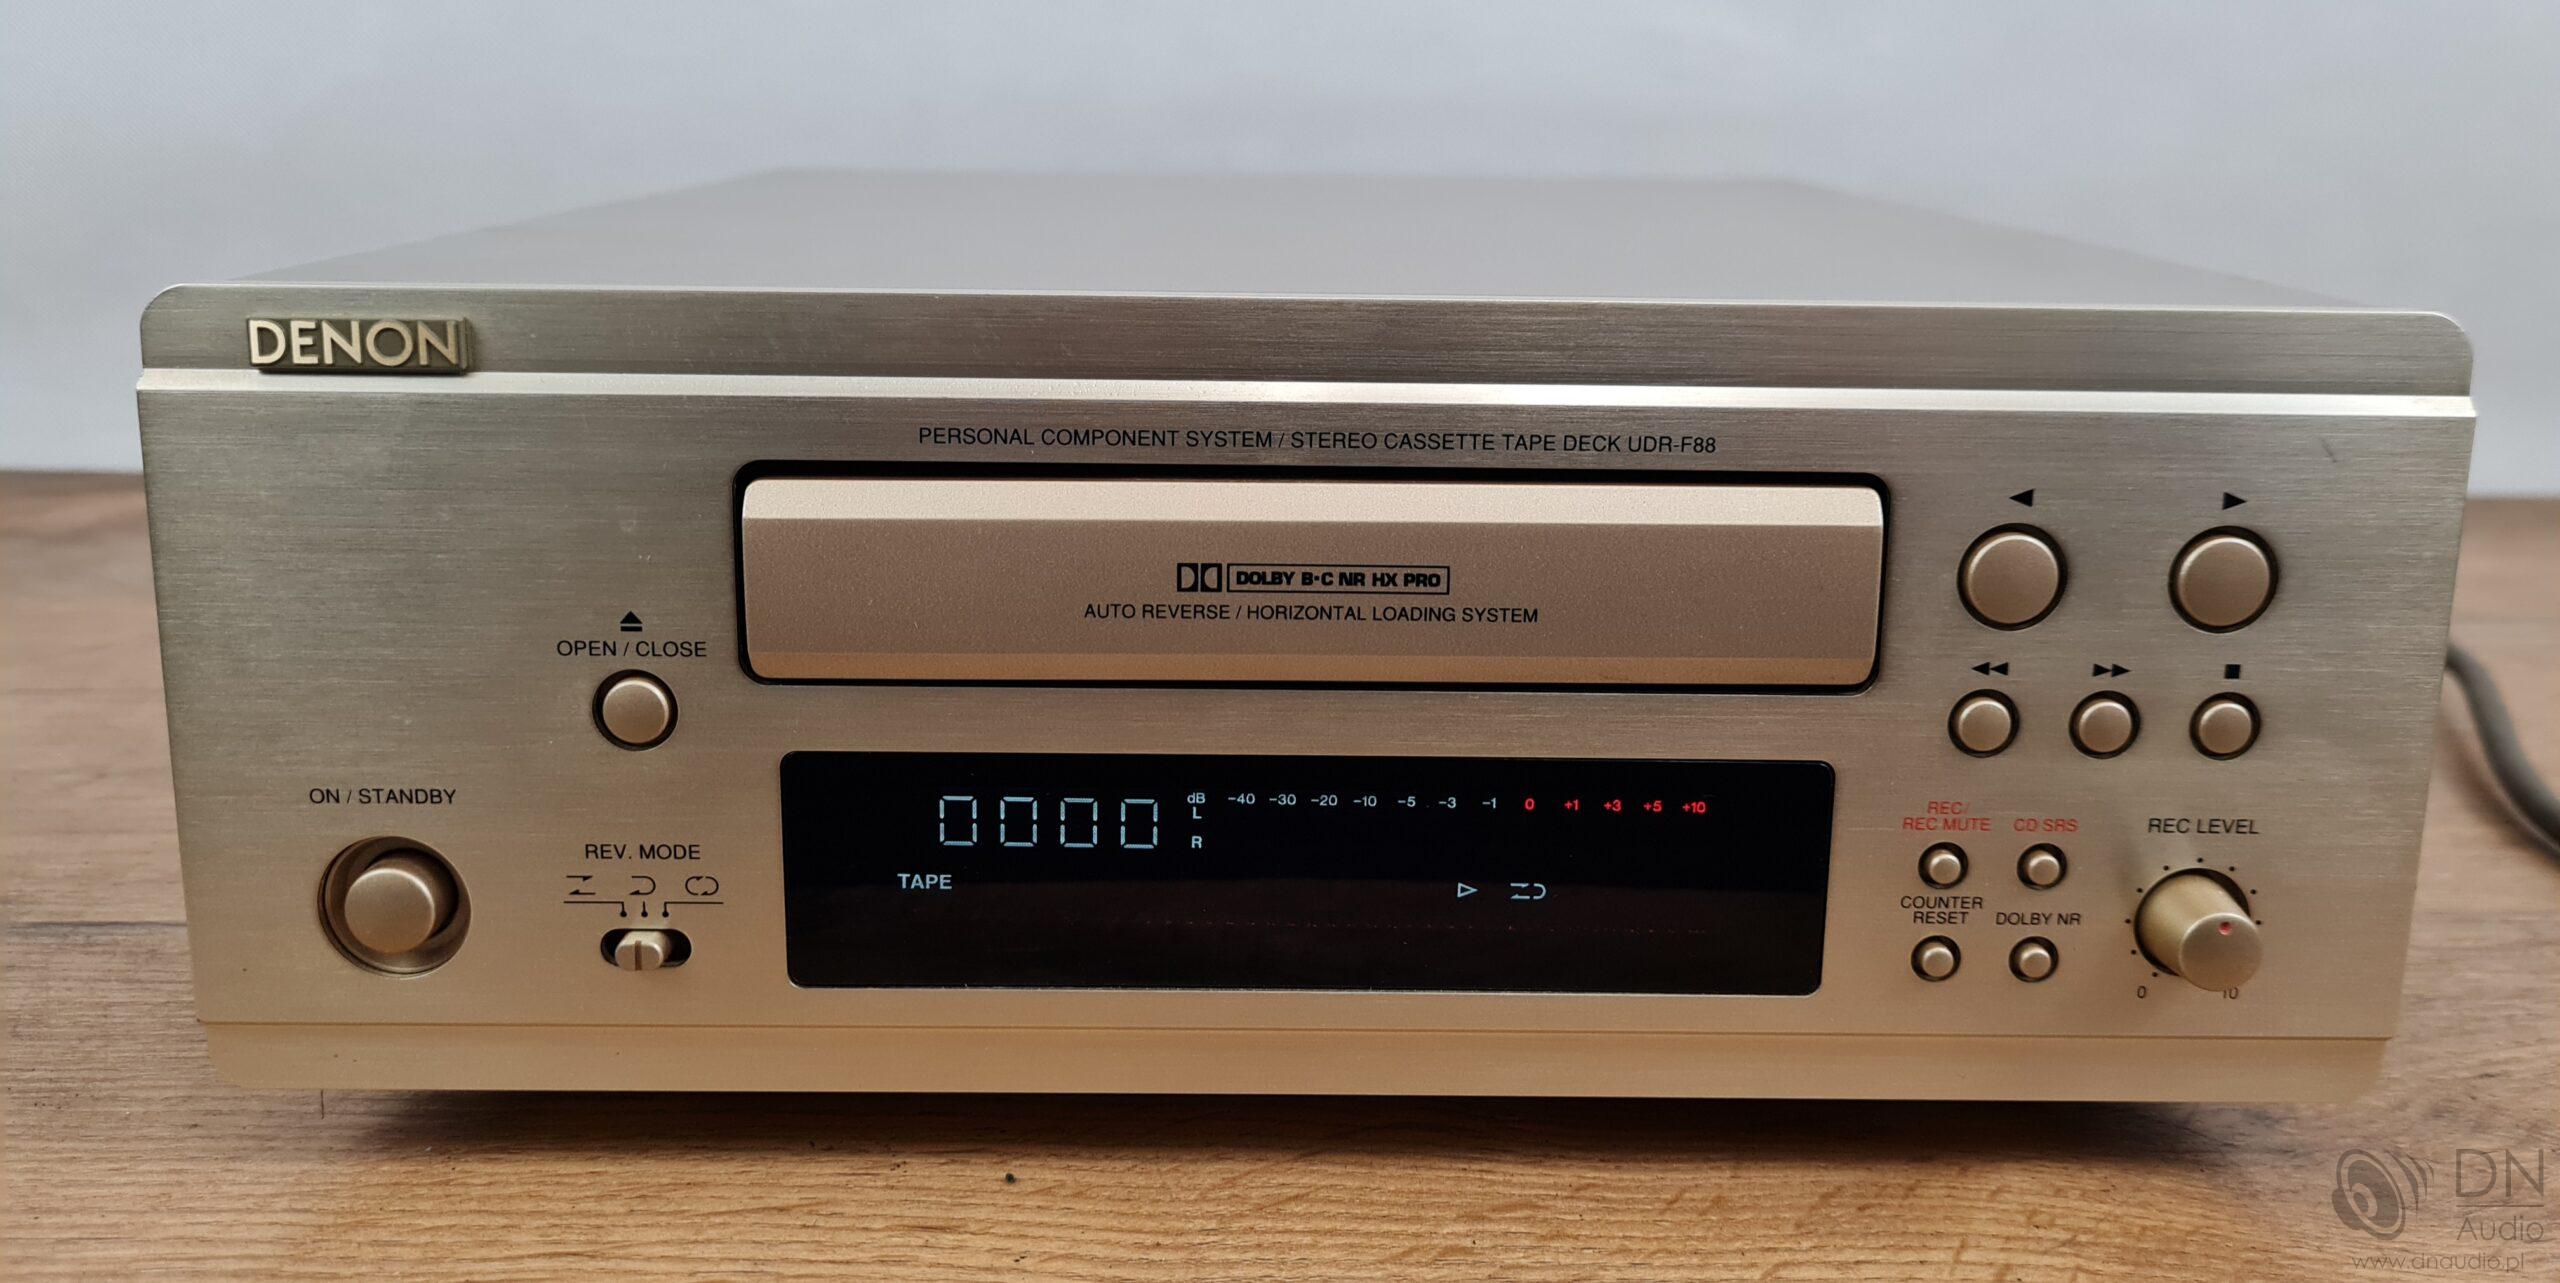 DENON
PERSONAL COMPONENT SYSTEM / STEREO CASSETTE TAPE DECK UDR-F88
DOLBY B·C NR HX PRO
AUTO REVERSE / HORIZONTAL LOADING SYSTEM
OPEN / CLOSE
ON / STANDBY
REV. MODE
0000
dB -40 -30 -20 -10 -5 -3 -1 0 +1 +3 +5 +10
L
R
TAPE
REC/
REC MUTE
CD SRS
REC LEVEL
COUNTER
RESET
DOLBY NR
0 10
DN
Audio
www.dnaudio.pl